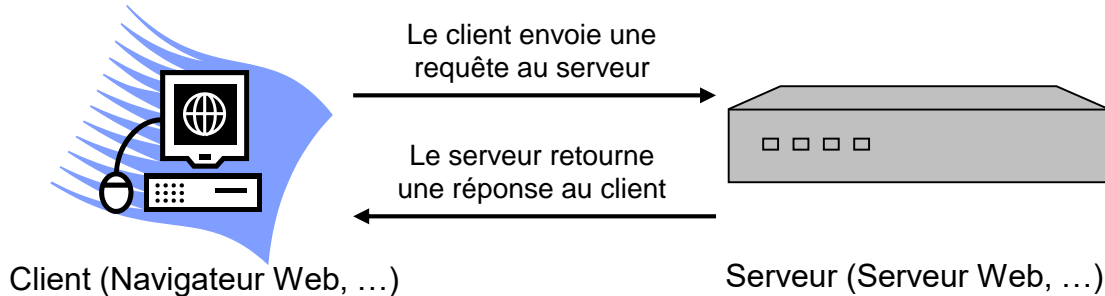 Le client envoie une
requête au serveur
Le serveur retourne
une réponse au client
Client (Navigateur Web, …)
Serveur (Serveur Web, …)